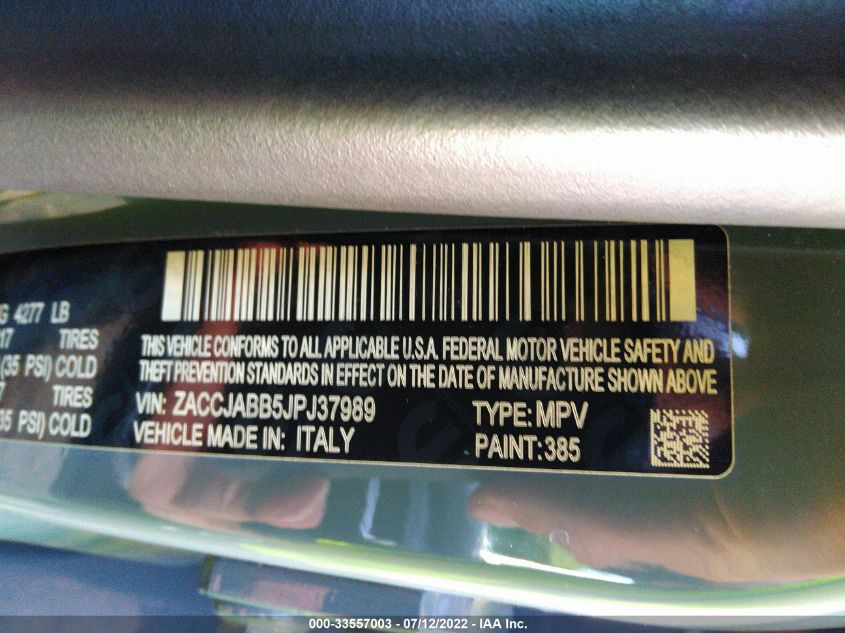 G 4277 LB
TIRES
(35 PSI) COLD
TIRES
35 PSI) COLD
THIS VEHICLE CONFORMS TO ALL APPLICABLE U.S.A. FEDERAL MOTOR VEHICLE SAFETY AND
THEFT PREVENTION STANDARDS IN EFFECT ON THE DATE OF MANUFACTURE SHOWN ABOVE
VIN: ZACCJABB5JPJ37989 TYPE: MPV
VEHICLE MADE IN: ITALY PAINT: 385
000-33557003 - 07/12/2022 - IAA Inc.